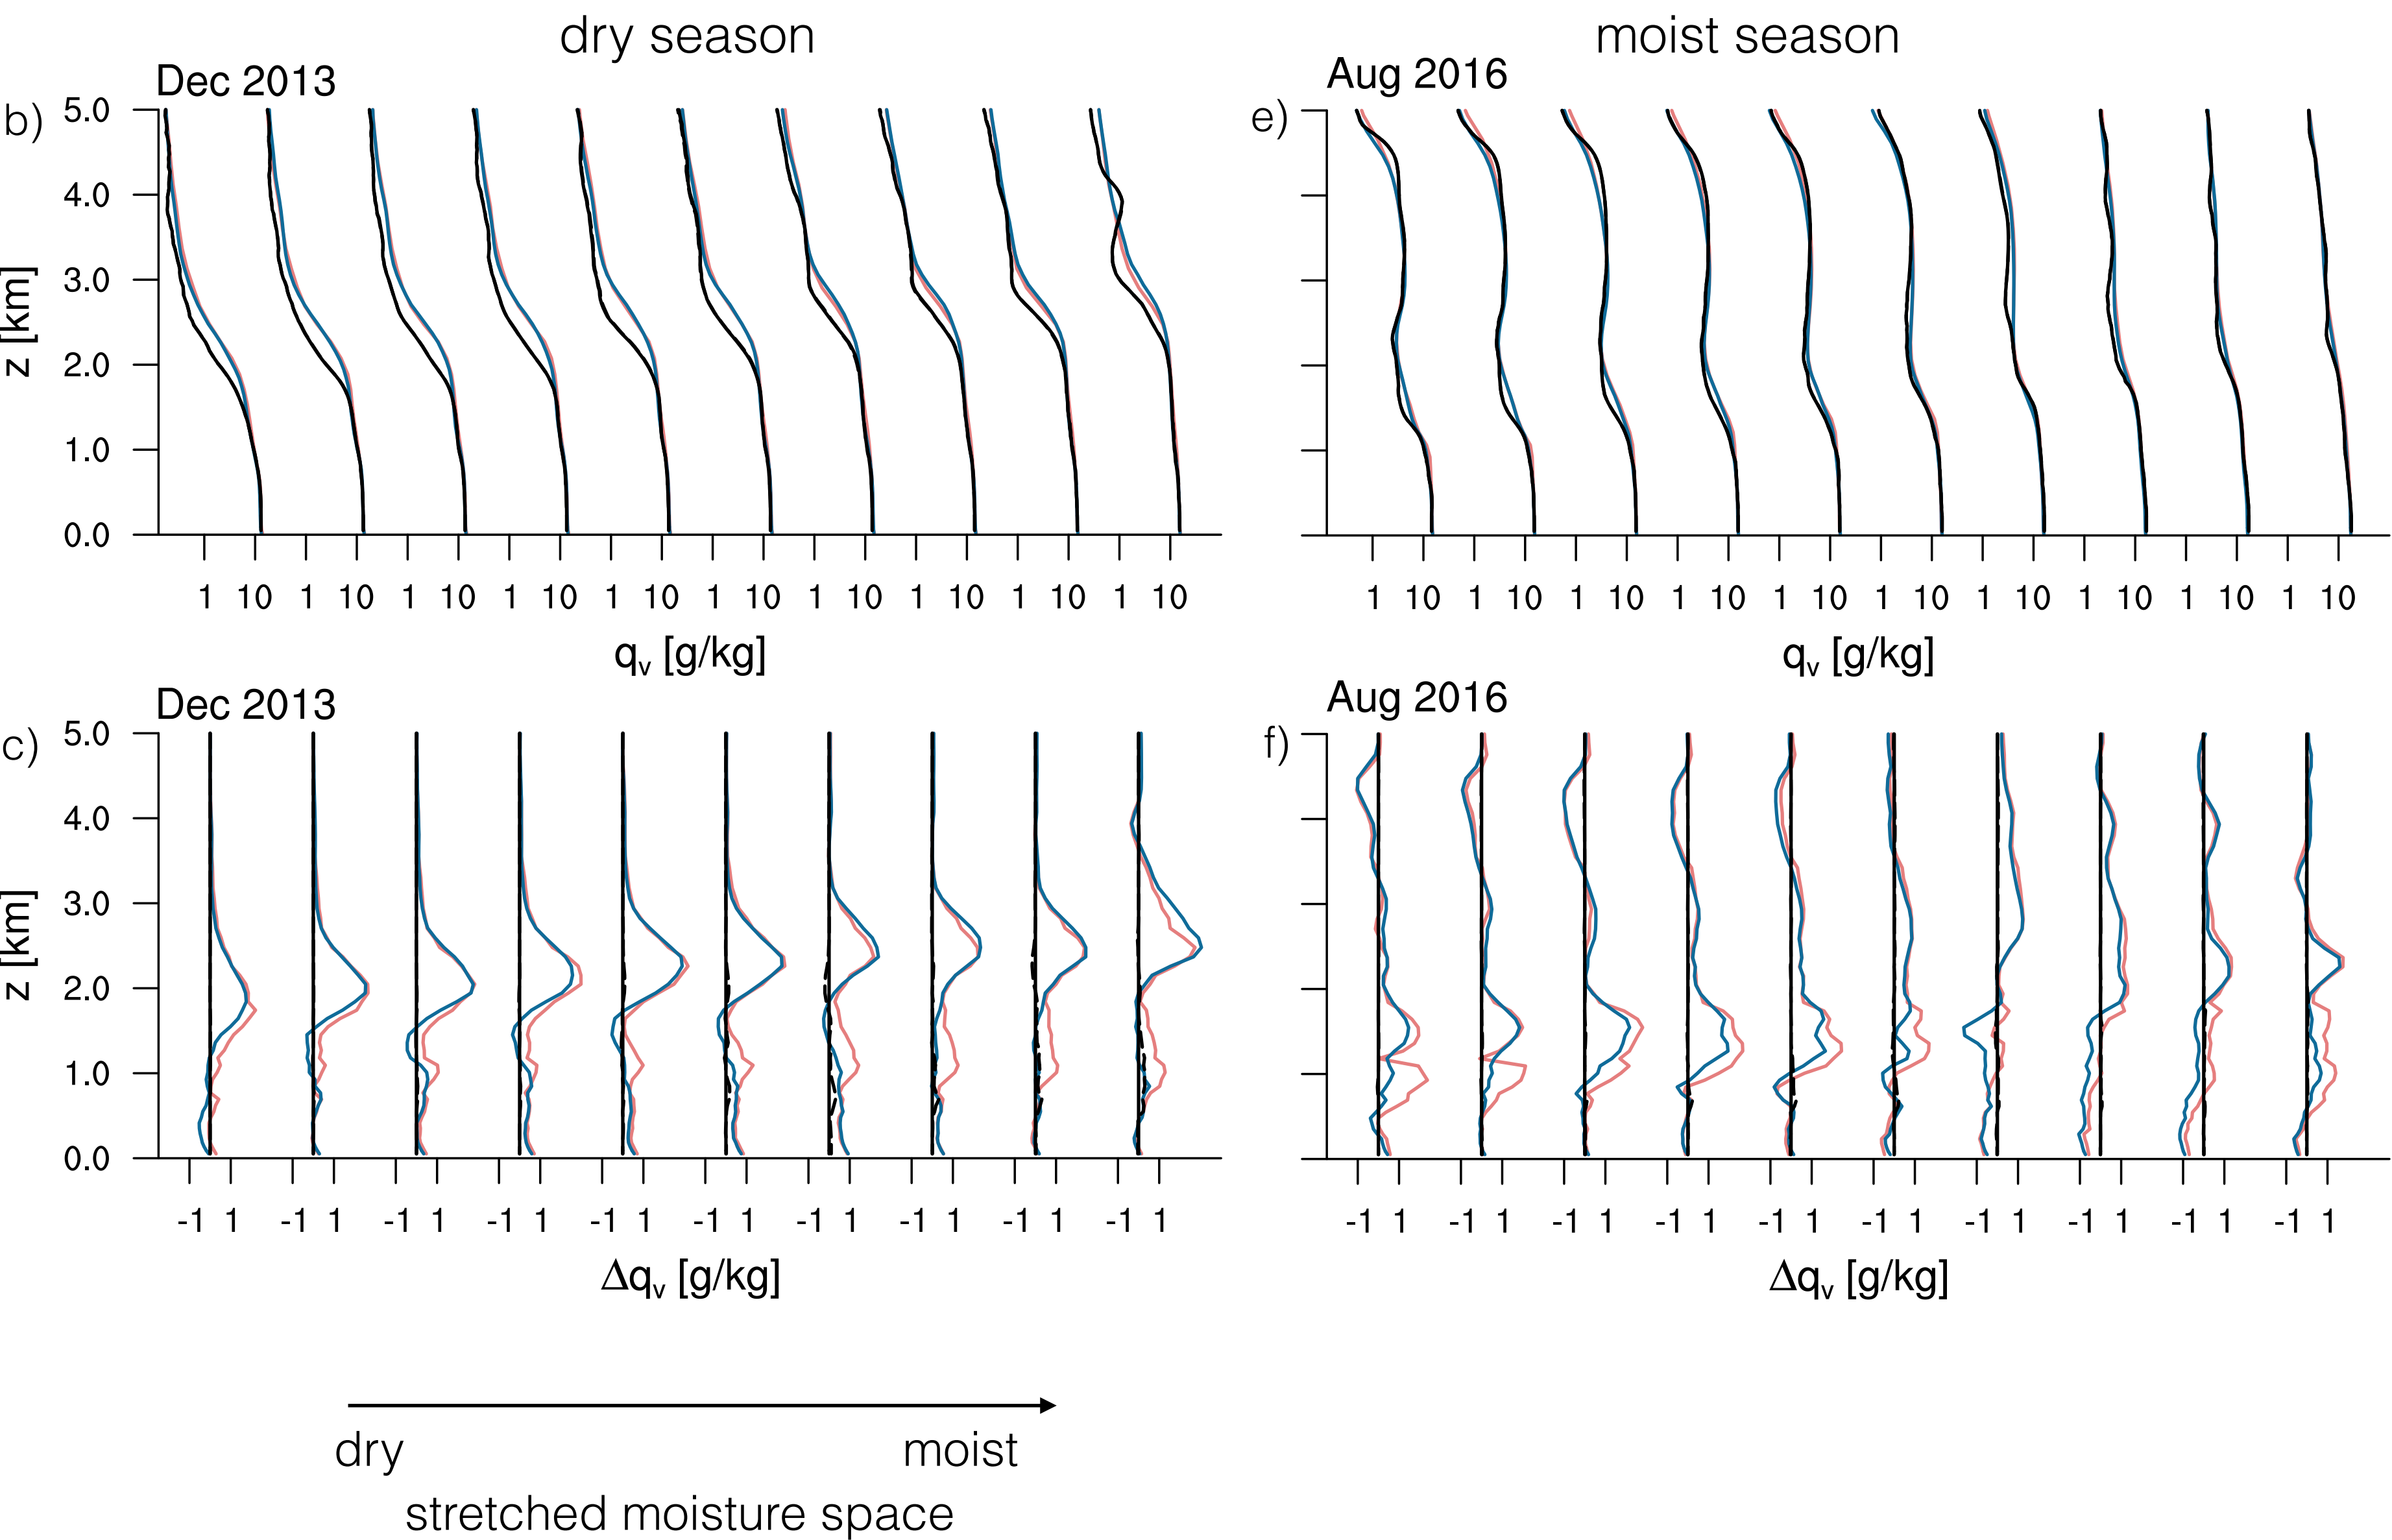 dry season
moist season
b)
Dec 2013
5.0
4.0
3.0
2.0
1.0
0.0
z [km]
1 10 1 10 1 10 1 10 1 10 1 10 1 10 1 10 1 10 1 10
qv [g/kg]
e)
Aug 2016
1 10 1 10 1 10 1 10 1 10 1 10 1 10 1 10 1 10 1 10
qv [g/kg]
c)
Dec 2013
5.0
4.0
3.0
2.0
1.0
0.0
z [km]
-1 1 -1 1 -1 1 -1 1 -1 1 -1 1 -1 1 -1 1 -1 1 -1 1
Δqv [g/kg]
f)
Aug 2016
-1 1 -1 1 -1 1 -1 1 -1 1 -1 1 -1 1 -1 1 -1 1 -1 1
Δqv [g/kg]
dry
moist
stretched moisture space